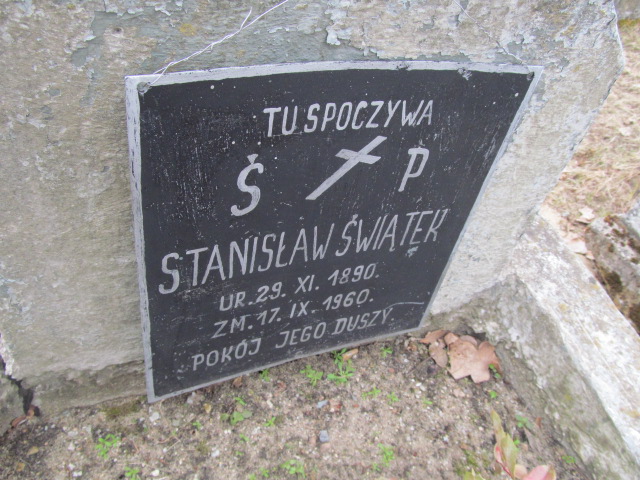 TU SPOCZYWA
Ś P
STANISŁAW ŚWIĄTEK
UR. 29. XI. 1890.
ZM. 17. IX. 1960.
POKÓJ JEGO DUSZY.